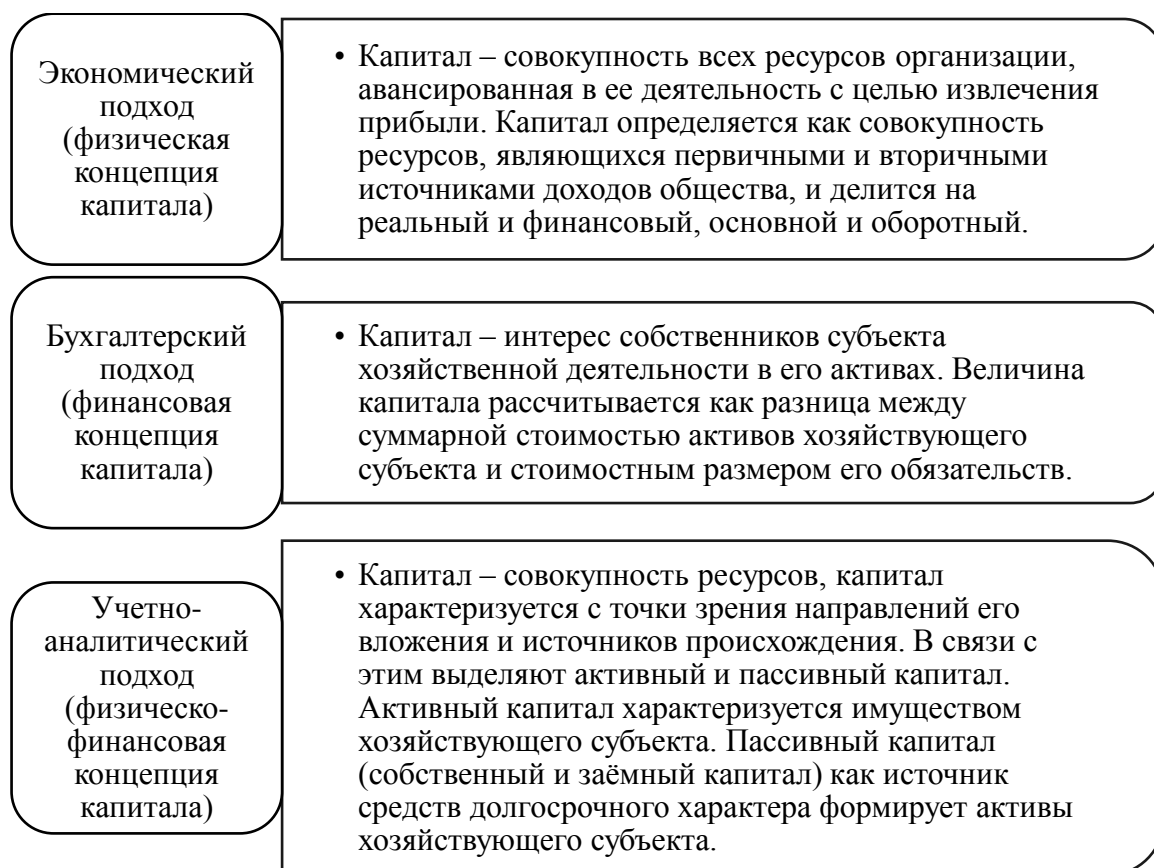 Экономический
подход
(физическая
концепция
капитала)
• Капитал – совокупность всех ресурсов организации,
авансированная в ее деятельность с целью извлечения
прибыли. Капитал определяется как совокупность
ресурсов, являющихся первичными и вторичными
источниками доходов общества, и делится на
реальный и финансовый, основной и оборотный.
Бухгалтерский
подход
(финансовая
концепция
капитала)
• Капитал – интерес собственников субъекта
хозяйственной деятельности в его активах. Величина
капитала рассчитывается как разница между
суммарной стоимостью активов хозяйствующего
субъекта и стоимостным размером его обязательств.
Учетно-
аналитический
подход
(физическо-
финансовая
концепция
капитала)
• Капитал – совокупность ресурсов, капитал
характеризуется с точки зрения направлений его
вложения и источников происхождения. В связи с
этим выделяют активный и пассивный капитал.
Активный капитал характеризуется имуществом
хозяйствующего субъекта. Пассивный капитал
(собственный и заёмный капитал) как источник
средств долгосрочного характера формирует активы
хозяйствующего субъекта.